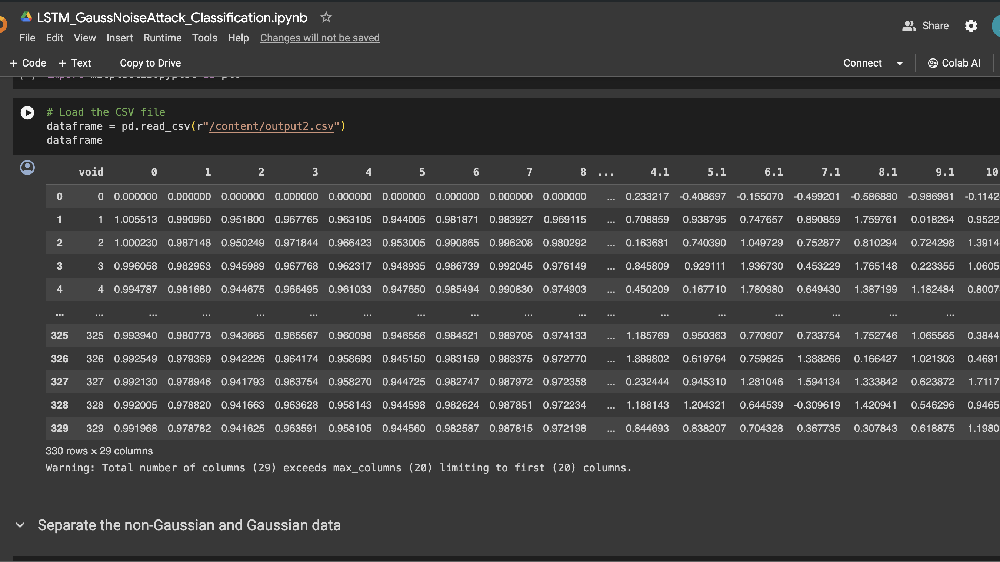 LSTM_GaussNoiseAttack_Classification.ipynb
Share
File Edit View Insert Runtime Tools Help Changes will not be saved
+ Code + Text Copy to Drive Connect Colab AI
[ ] import matplotlib.pyplot as plt
# Load the CSV file
dataframe = pd.read_csv(r"/content/output2.csv")
dataframe
void 0 1 2 3 4 5 6 7 8 ... 4.1 5.1 6.1 7.1 8.1 9.1 10
0 0 0.000000 0.000000 0.000000 0.000000 0.000000 0.000000 0.000000 0.000000 0.000000 ... 0.233217 -0.408697 -0.155070 -0.499201 -0.586880 -0.986981 -0.1142
1 1 1.005513 0.990960 0.951800 0.967765 0.963105 0.944005 0.981871 0.983927 0.969115 ... 0.708859 0.938795 0.747657 0.890859 1.759761 0.018264 0.9522
2 2 1.000230 0.987148 0.950249 0.971844 0.966423 0.953005 0.990865 0.996208 0.980292 ... 0.163681 0.740390 1.049729 0.752877 0.810294 0.724298 1.3914
3 3 0.996058 0.982963 0.945989 0.967768 0.962317 0.948935 0.986739 0.992045 0.976149 ... 0.845809 0.929111 1.936730 0.453229 1.765148 0.223355 1.0605
4 4 0.994787 0.981680 0.944675 0.966495 0.961033 0.947650 0.985494 0.990830 0.974903 ... 0.450209 0.167710 1.780980 0.649430 1.387199 1.182484 0.8007
... ... ... ... ... ... ... ... ... ... ... ... ... ... ... ... ... ...
325 325 0.993940 0.980773 0.943665 0.965567 0.960098 0.946556 0.984521 0.989705 0.974133 ... 1.185769 0.950363 0.770907 0.733754 1.752746 1.065565 0.3844
326 326 0.992549 0.979369 0.942226 0.964174 0.958693 0.945150 0.983159 0.988375 0.972770 ... 1.889802 0.619764 0.759825 1.388266 0.166427 1.021303 0.4691
327 327 0.992130 0.978946 0.941793 0.963754 0.958270 0.944725 0.982747 0.987972 0.972358 ... 0.232444 0.945310 1.281046 1.594134 1.333842 0.623872 1.7117
328 328 0.992005 0.978820 0.941663 0.963628 0.958143 0.944598 0.982624 0.987851 0.972234 ... 1.188143 1.204321 0.644539 -0.309619 1.420941 0.546296 0.9465
329 329 0.991968 0.978782 0.941625 0.963591 0.958105 0.944560 0.982587 0.987815 0.972198 ... 0.844693 0.838207 0.704328 0.367735 0.307843 0.618875 1.1980
330 rows × 29 columns
Warning: Total number of columns (29) exceeds max_columns (20) limiting to first (20) columns.
Separate the non-Gaussian and Gaussian data